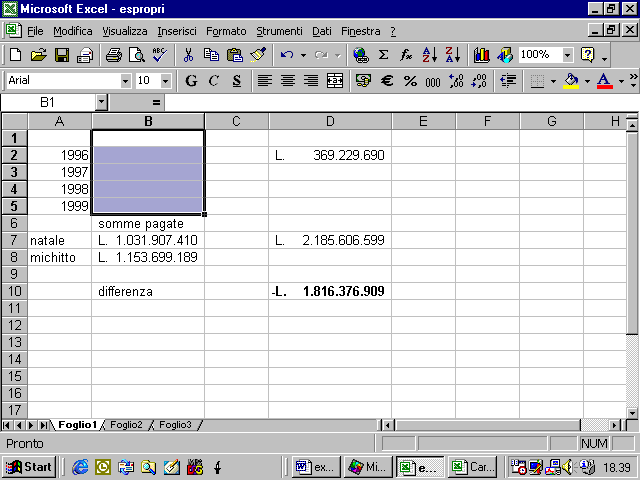 Microsoft Excel - espropri
File Modifica Visualizza Inserisci Formato Strumenti Dati Finestra ?
100%
Arial 10 G C S € % 000
B1 =
A B C D E F G H
1
2 1996 L. 369.229.690
3 1997
4 1998
5 1999
6 somme pagate
7 natale L. 1.031.907.410 L. 2.185.606.599
8 michitto L. 1.153.699.189
9
10 differenza -L. 1.816.376.909
11
12
13
14
15
16
17
Foglio1 Foglio2 Foglio3
Pronto NUM
Start ex... Mi... e... Car... 18.39